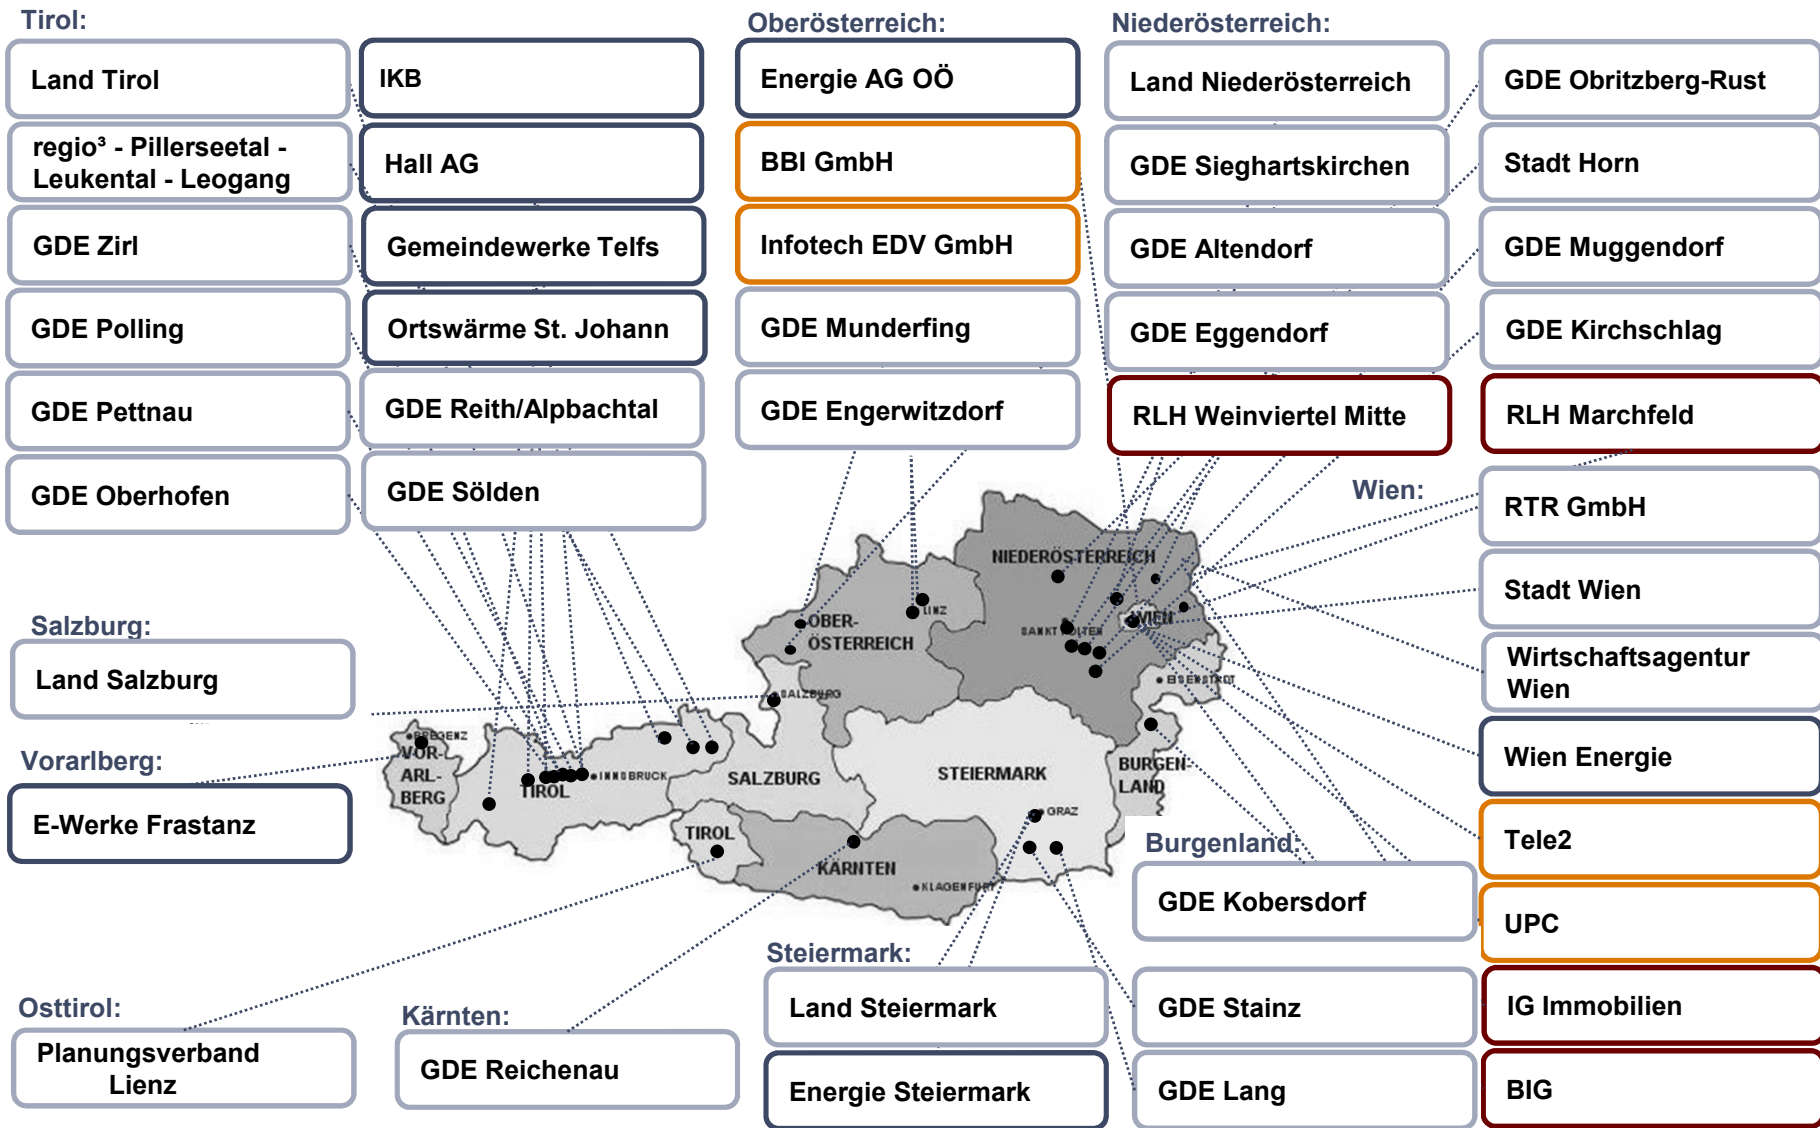 Tirol:
Land Tirol
regio³ - Pillerseetal -
Leukental - Leogang
GDE Zirl
GDE Polling
GDE Pettnau
GDE Oberhofen
IKB
Hall AG
Gemeindewerke Telfs
Ortswärme St. Johann
GDE Reith/Alpbachtal
GDE Sölden
Oberösterreich:
Energie AG OÖ
BBI GmbH
Infotech EDV GmbH
GDE Munderfing
GDE Engerwitzdorf
Niederösterreich:
Land Niederösterreich
GDE Sieghartskirchen
GDE Altendorf
GDE Eggendorf
RLH Weinviertel Mitte
GDE Obritzberg-Rust
Stadt Horn
GDE Muggendorf
GDE Kirchschlag
RLH Marchfeld
Wien:
RTR GmbH
Stadt Wien
Wirtschaftsagentur
Wien
Wien Energie
Tele2
UPC
IG Immobilien
BIG
Salzburg:
Land Salzburg
Vorarlberg:
E-Werke Frastanz
NIEDERÖSTERREICH
LINZ
WIEN
OBER-
ÖSTERREICH
SANKT PÖLTEN
EISENSTADT
SALZBURG
BREGENZ
VOR-
ARL-
BERG
TIROL
INNSBRUCK
SALZBURG
STEIERMARK
BURGEN-
LAND
GRAZ
TIROL
KÄRNTEN
KLAGENFURT
Burgenland:
GDE Kobersdorf
Steiermark:
Land Steiermark
Energie Steiermark
GDE Stainz
GDE Lang
Osttirol:
Planungsverband
Lienz
Kärnten:
GDE Reichenau